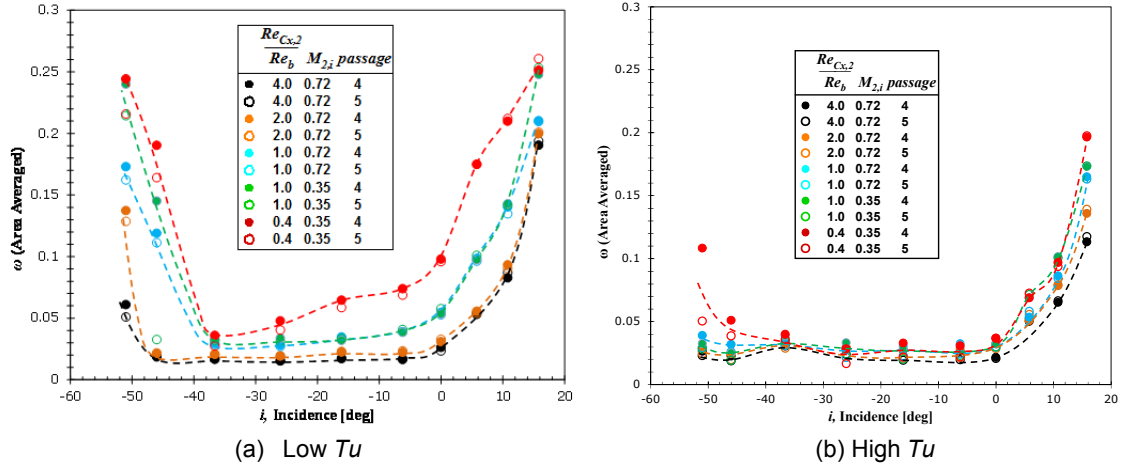 0.3
0.25
0.2
0.15
0.1
0.05
0
ω (Area Averaged)
-60 -50 -40 -30 -20 -10 0 10 20
i, Incidence [deg]
Re_{Cx,2}
Re_b M_{2,i} passage
4.0 0.72 4
4.0 0.72 5
2.0 0.72 4
2.0 0.72 5
1.0 0.72 4
1.0 0.72 5
1.0 0.35 4
1.0 0.35 5
0.4 0.35 4
0.4 0.35 5
(a) Low Tu
0.3
0.25
0.2
0.15
0.1
0.05
0
ω (Area Averaged)
-60 -50 -40 -30 -20 -10 0 10 20
i, Incidence [deg]
Re_{Cx,2}
Re_b M_{2,i} passage
4.0 0.72 4
4.0 0.72 5
2.0 0.72 4
2.0 0.72 5
1.0 0.72 4
1.0 0.72 5
1.0 0.35 4
1.0 0.35 5
0.4 0.35 4
0.4 0.35 5
(b) High Tu